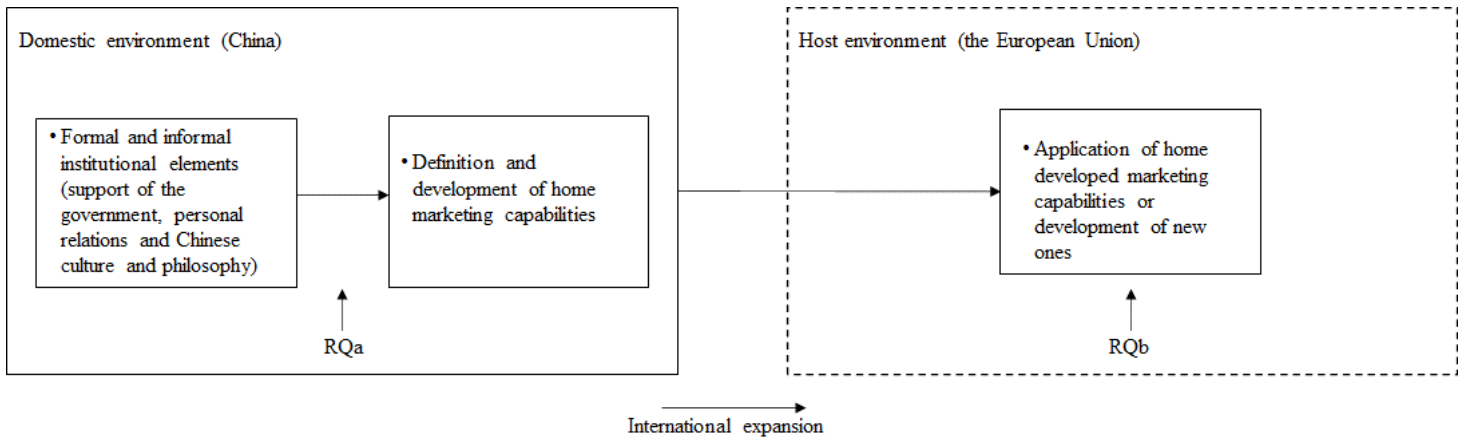 Domestic environment (China)
• Formal and informal
institutional elements
(support of the
government, personal
relations and Chinese
culture and philosophy)
• Definition and
development of home
marketing capabilities
RQa
Host environment (the European Union)
• Application of home
developed marketing
capabilities or
development of new
ones
RQb
International expansion